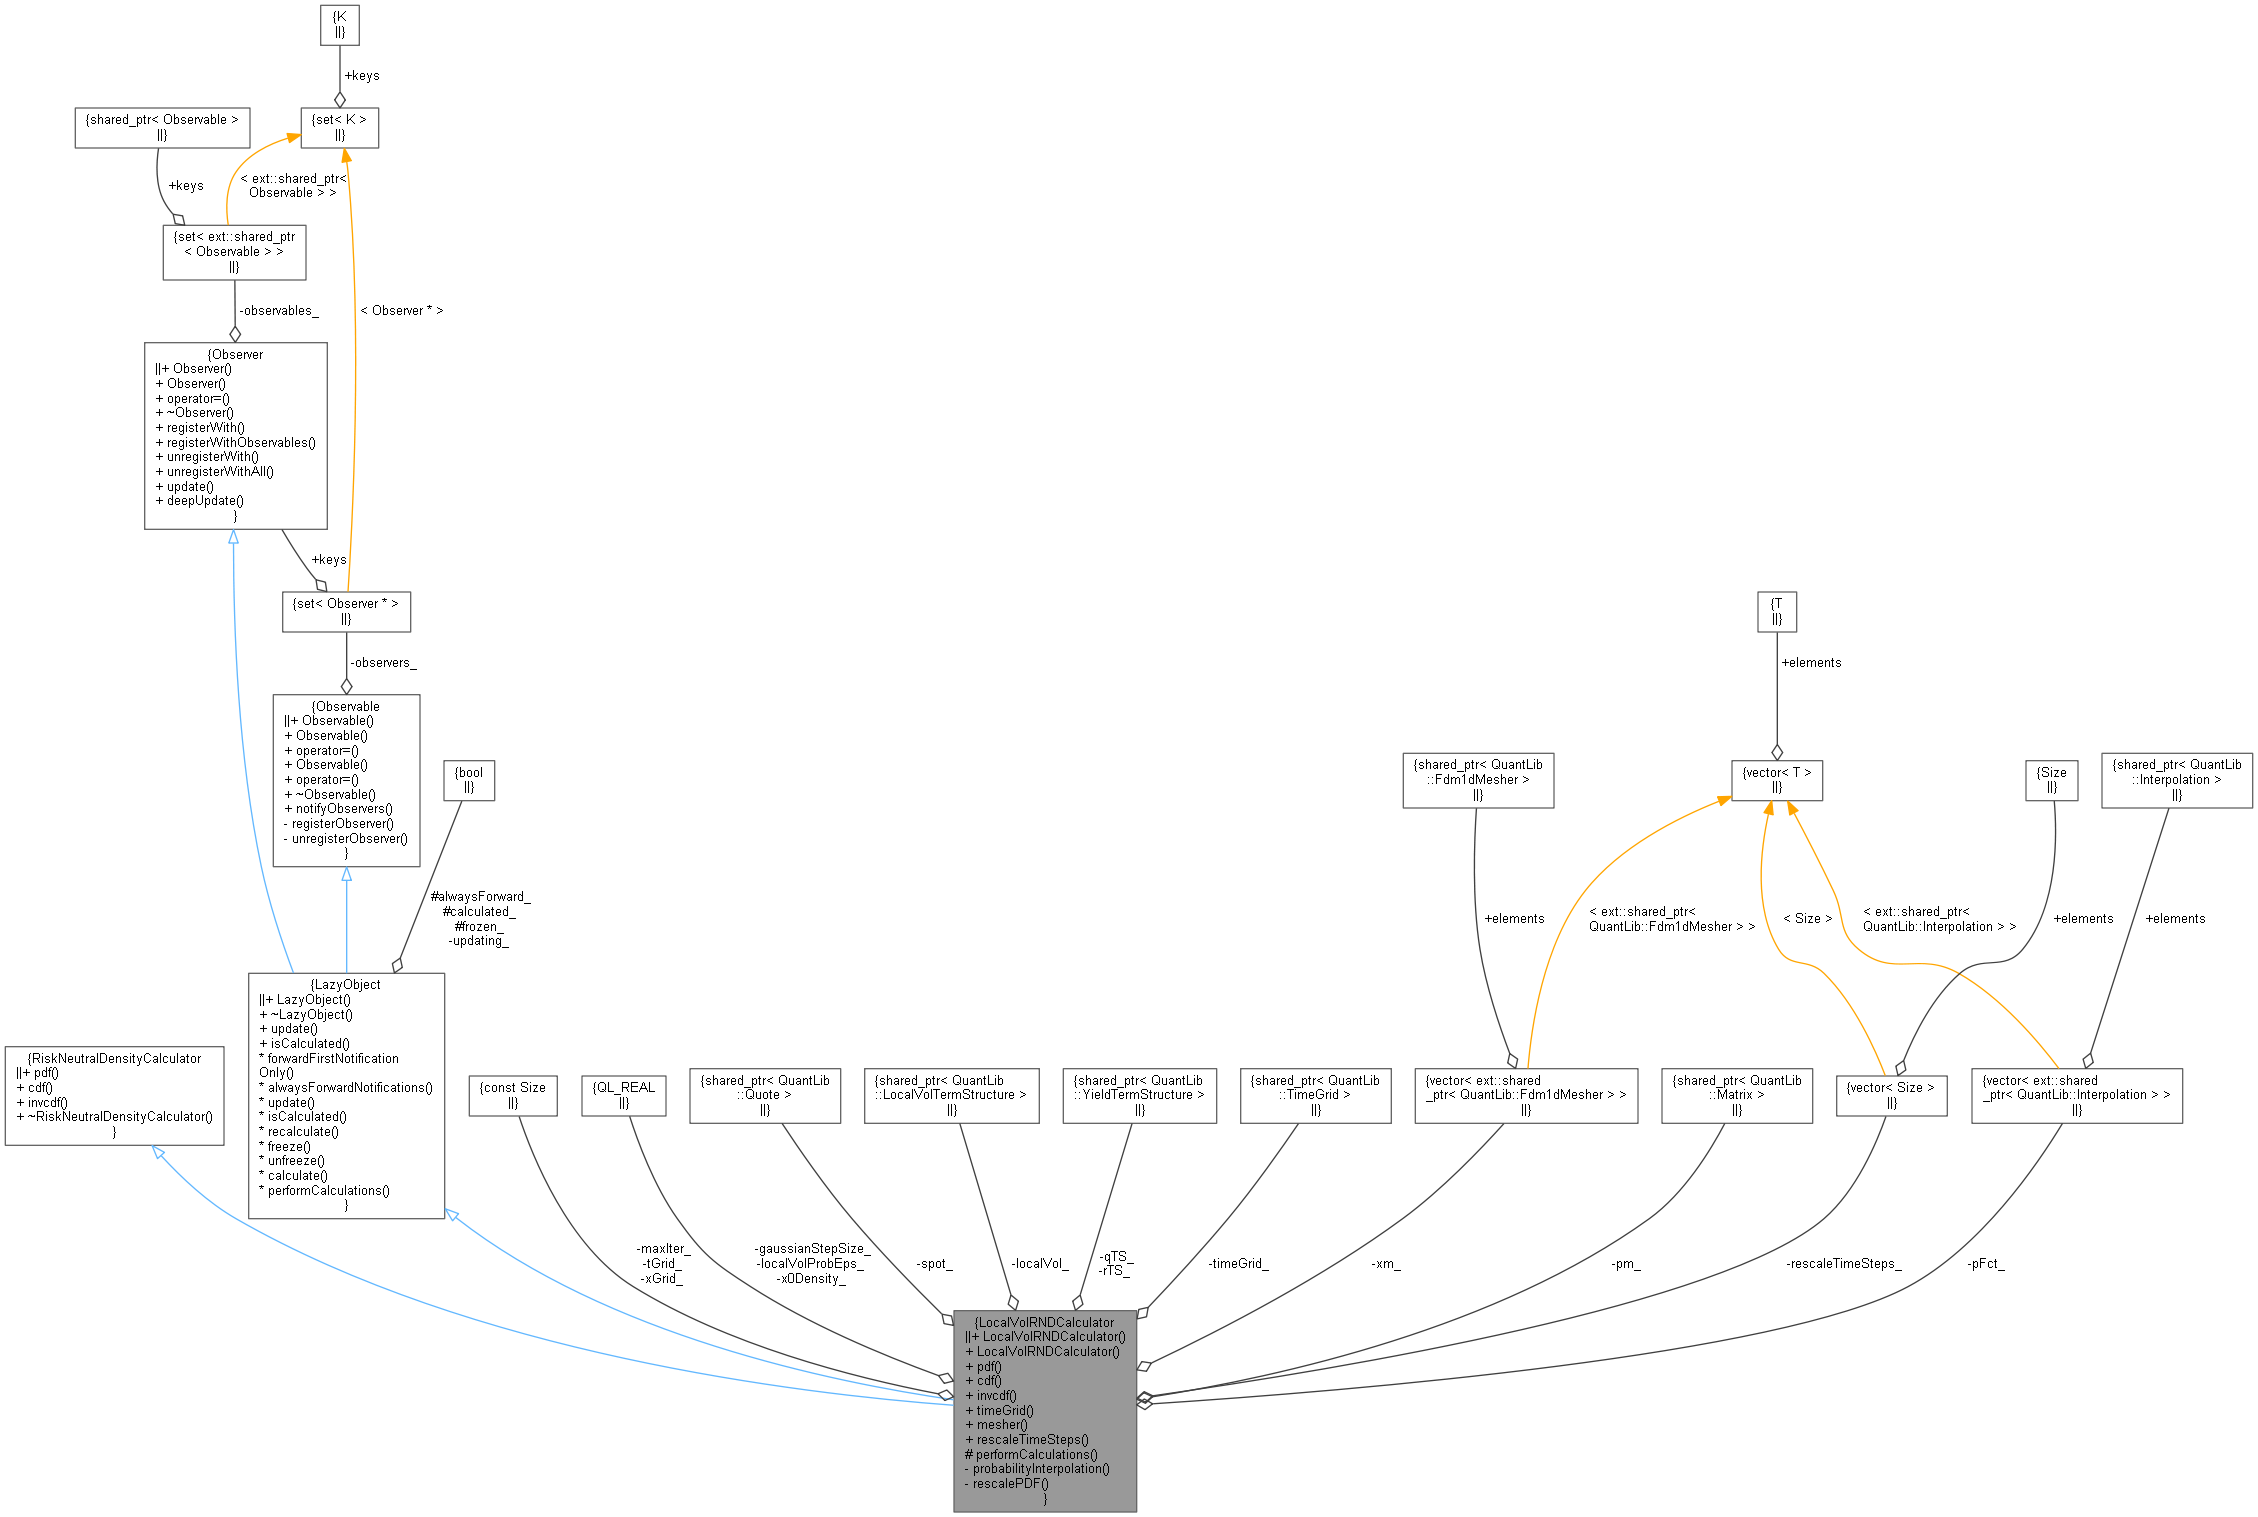 {K
||}
+keys
{shared_ptr< Observable >
||}
{set< K >
||}
+keys
< ext::shared_ptr<
Observable > >
{set< ext::shared_ptr
< Observable > >
||}
-observables_
< Observer * >
{Observer
||+ Observer()
+ Observer()
+ operator=()
+ ~Observer()
+ registerWith()
+ registerWithObservables()
+ unregisterWith()
+ unregisterWithAll()
+ update()
+ deepUpdate()
}
+keys
{set< Observer * >
||}
-observers_
{Observable
||+ Observable()
+ Observable()
+ operator=()
+ Observable()
+ operator=()
+ ~Observable()
+ notifyObservers()
- registerObserver()
- unregisterObserver()
}
{bool
||}
#alwaysForward_
#calculated_
#frozen_
-updating_
{LazyObject
||+ LazyObject()
+ ~LazyObject()
+ update()
+ isCalculated()
* forwardFirstNotification
Only()
* alwaysForwardNotifications()
* update()
* isCalculated()
* recalculate()
* freeze()
* unfreeze()
* calculate()
* performCalculations()
}
{RiskNeutralDensityCalculator
||+ pdf()
+ cdf()
+ invcdf()
+ ~RiskNeutralDensityCalculator()
}
{T
||}
+elements
{shared_ptr< QuantLib
::Fdm1dMesher >
||}
{vector< T >
||}
{Size
||}
{shared_ptr< QuantLib
::Interpolation >
||}
+elements
< ext::shared_ptr<
QuantLib::Fdm1dMesher > >
< Size >
< ext::shared_ptr<
QuantLib::Interpolation > >
+elements
+elements
{const Size
||}
{QL_REAL
||}
{shared_ptr< QuantLib
::Quote >
||}
{shared_ptr< QuantLib
::LocalVolTermStructure >
||}
{shared_ptr< QuantLib
::YieldTermStructure >
||}
{shared_ptr< QuantLib
::TimeGrid >
||}
{vector< ext::shared
_ptr< QuantLib::Fdm1dMesher > >
||}
{shared_ptr< QuantLib
::Matrix >
||}
{vector< Size >
||}
{vector< ext::shared
_ptr< QuantLib::Interpolation > >
||}
-maxIter_
-tGrid_
-xGrid_
-gaussianStepSize_
-localVolProbEps_
-x0Density_
-spot_
-localVol_
-qTS_
-rTS_
-timeGrid_
-xm_
-pm_
-rescaleTimeSteps_
-pFct_
{LocalVolRNDCalculator
||+ LocalVolRNDCalculator()
+ LocalVolRNDCalculator()
+ pdf()
+ cdf()
+ invcdf()
+ timeGrid()
+ mesher()
+ rescaleTimeSteps()
# performCalculations()
- probabilityInterpolation()
- rescalePDF()
}